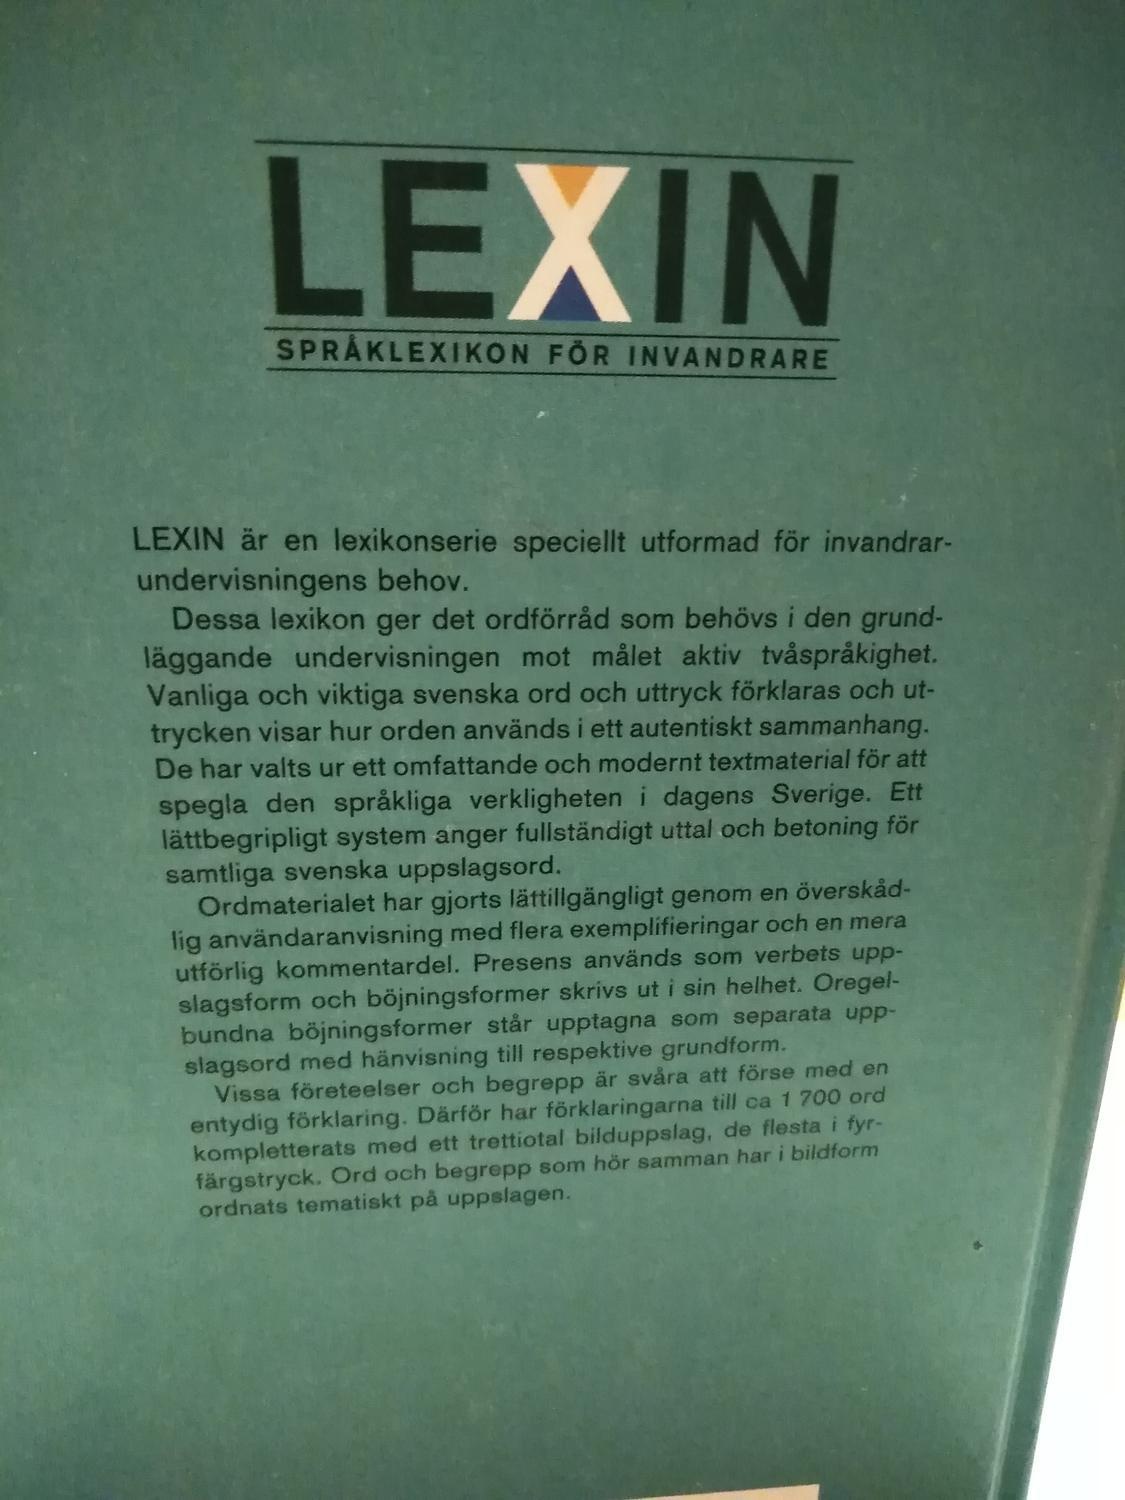 LEXIN
SPRÅKLEXIKON FÖR INVANDRARE
LEXIN är en lexikonserie speciellt utformad för invandrar-
undervisningens behov.
Dessa lexikon ger det ordförråd som behövs i den grund-
läggande undervisningen mot målet aktiv tvåspråkighet.
Vanliga och viktiga svenska ord och uttryck förklaras och ut-
trycken visar hur orden används i ett autentiskt sammanhang.
De har valts ur ett omfattande och modernt textmaterial för att
spegla den språkliga verkligheten i dagens Sverige. Ett
lättbegripligt system anger fullständigt uttal och betoning för
samtliga svenska uppslagsord.
Ordmaterialet har gjorts lättillgängligt genom en överskåd-
lig användaranvisning med flera exemplifieringar och en mera
utförlig kommentardel. Presens används som verbets upp-
slagsform och böjningsformer skrivs ut i sin helhet. Oregel-
bundna böjningsformer står upptagna som separata upp-
slagsord med hänvisning till respektive grundform.
Vissa företeelser och begrepp är svåra att förse med en
entydig förklaring. Därför har förklaringarna till ca 1 700 ord
kompletterats med ett trettiotal bilduppslag, de flesta i fyr-
färgstryck. Ord och begrepp som hör samman har i bildform
ordnats tematiskt på uppslagen.